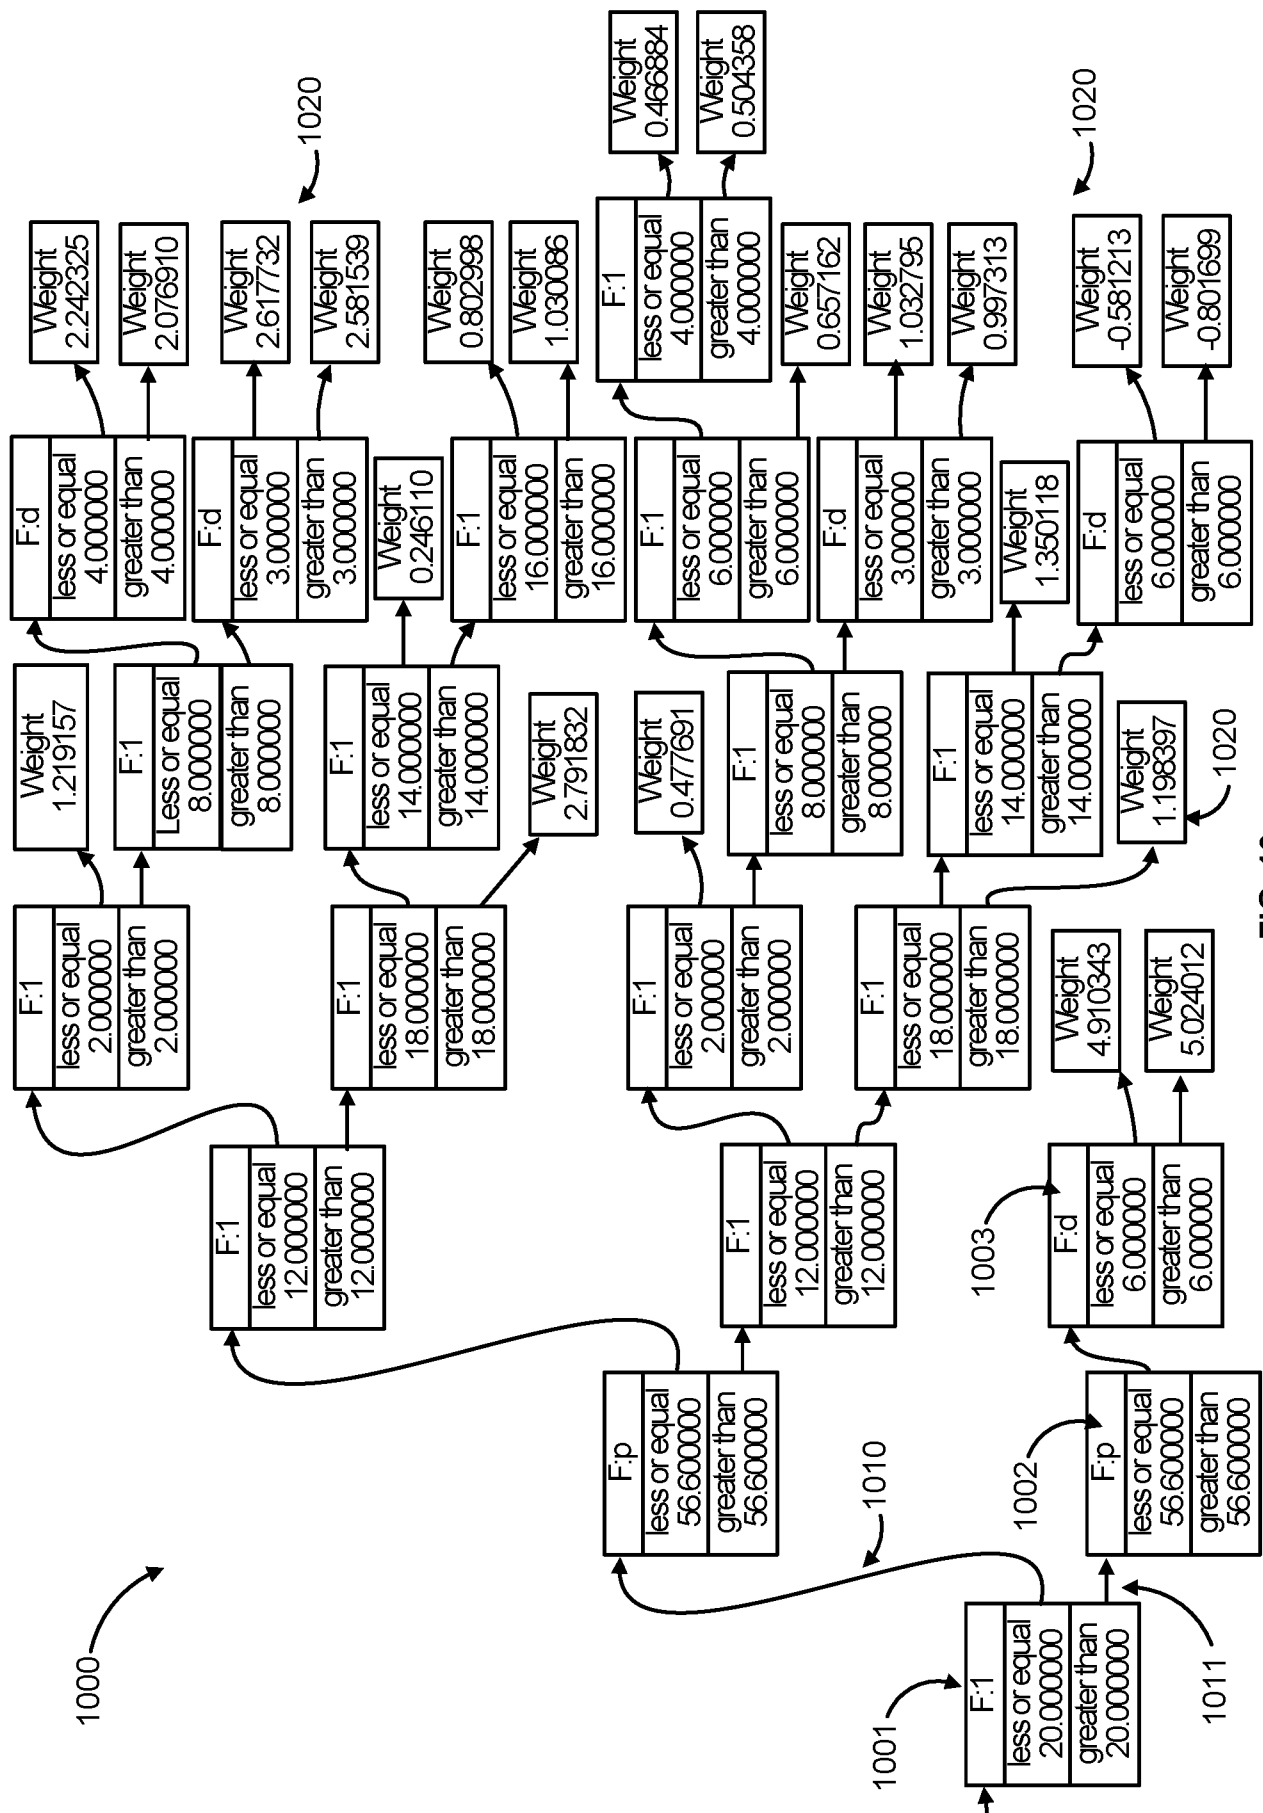 1000
1001
F:1
less or equal
20.000000
greater than
20.000000
1010
1011
F:p
less or equal
56.600000
greater than
56.600000
1002
F:p
less or equal
56.600000
greater than
56.600000
F:1
less or equal
12.000000
greater than
12.000000
F:1
less or equal
12.000000
greater than
12.000000
1003
F:d
less or equal
6.000000
greater than
6.000000
F:1
less or equal
2.000000
greater than
2.000000
F:1
less or equal
18.000000
greater than
18.000000
F:1
less or equal
2.000000
greater than
2.000000
F:1
less or equal
18.000000
greater than
18.000000
Weight
4.910343
Weight
5.024012
Weight
1.219157
F:1
Less or equal
8.000000
greater than
8.000000
F:1
less or equal
14.000000
greater than
14.000000
Weight
2.791832
Weight
0.477691
F:1
less or equal
8.000000
greater than
8.000000
F:1
less or equal
14.000000
greater than
14.000000
Weight
1.198397
1020
F:d
less or equal
4.000000
greater than
4.000000
F:d
less or equal
3.000000
greater than
3.000000
Weight
0.246110
F:1
less or equal
16.000000
greater than
16.000000
F:1
less or equal
6.000000
greater than
6.000000
F:d
less or equal
3.000000
greater than
3.000000
Weight
1.350118
F:d
less or equal
6.000000
greater than
6.000000
Weight
2.242325
Weight
2.076910
Weight
2.617732
Weight
2.581539
1020
Weight
0.802998
Weight
1.030086
F:1
less or equal
4.000000
greater than
4.000000
Weight
0.657162
Weight
1.032795
Weight
0.997313
Weight
-0.581213
Weight
-0.801699
1020
Weight
0.466884
Weight
0.504358